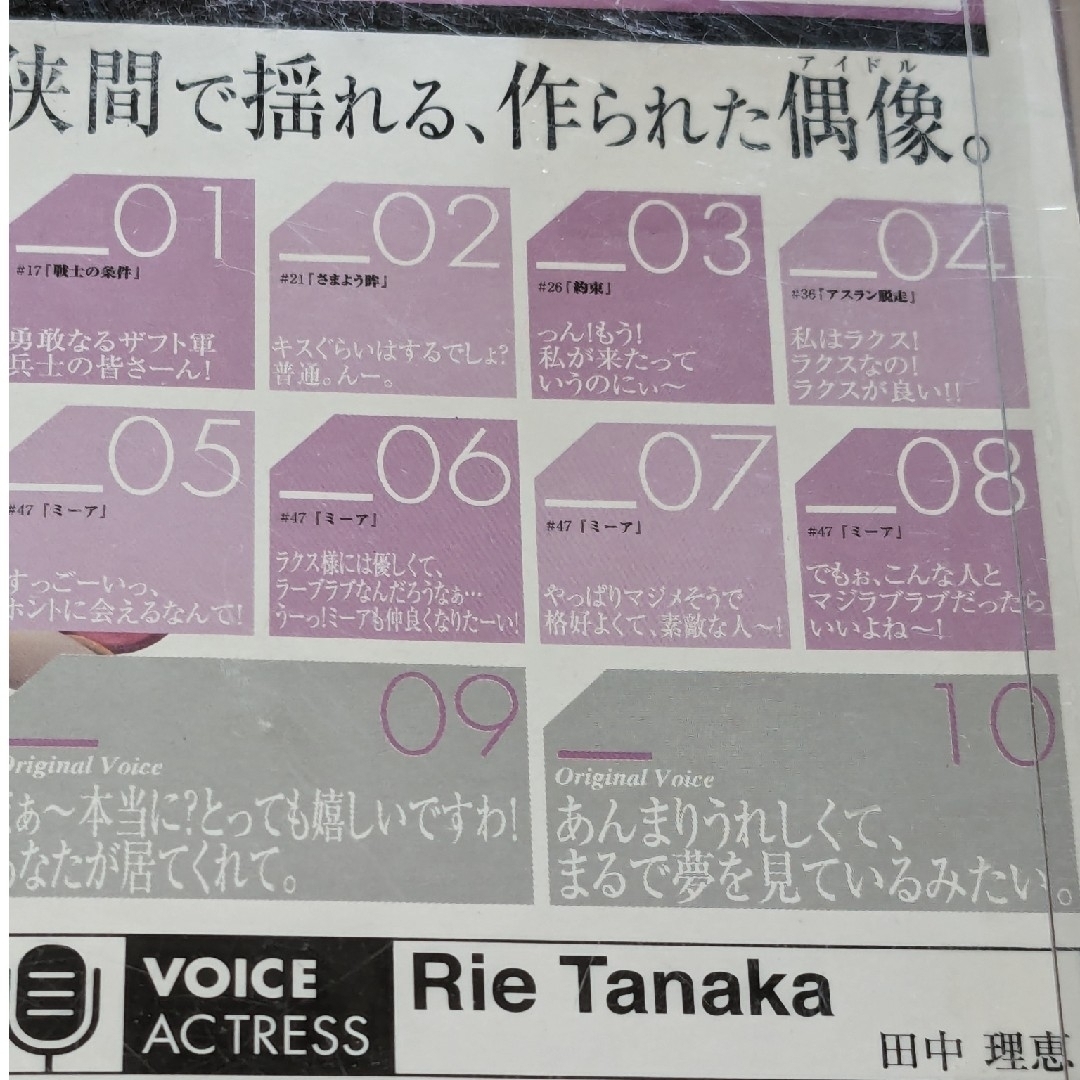 アイドル
狭間で揺れる、作られた偶像。
01
#17『戦士の条件』
勇敢なるザフト軍
兵士の皆さーん!
02
#21『さまよう眸』
キスぐらいはするでしょ?
普通。んー。
03
#26『約束』
っん!もう!
私が来たって
いうのにぃ〜
04
#36『アスラン脱走』
私はラクス!
ラクスなの!
ラクスが良い!!
05
#47『ミーア』
すっごーいっ、
ホントに会えるなんて!
06
#47『ミーア』
ラクス様には優しくて、
ラーブラブなんだろうなぁ…
うーっ!ミーアも仲良くなりたーい!
07
#47『ミーア』
やっぱりマジメそうで
格好よくて、素敵な人〜!
08
#47『ミーア』
でもぉ、こんな人と
マジラブラブだったら
いいよね〜!
09
Original Voice
ぁ〜本当に?とっても嬉しいですわ!
あなたが居てくれて。
10
Original Voice
あんまりうれしくて、
まるで夢を見ているみたい。
VOICE
ACTRESS
Rie Tanaka
田中 理恵